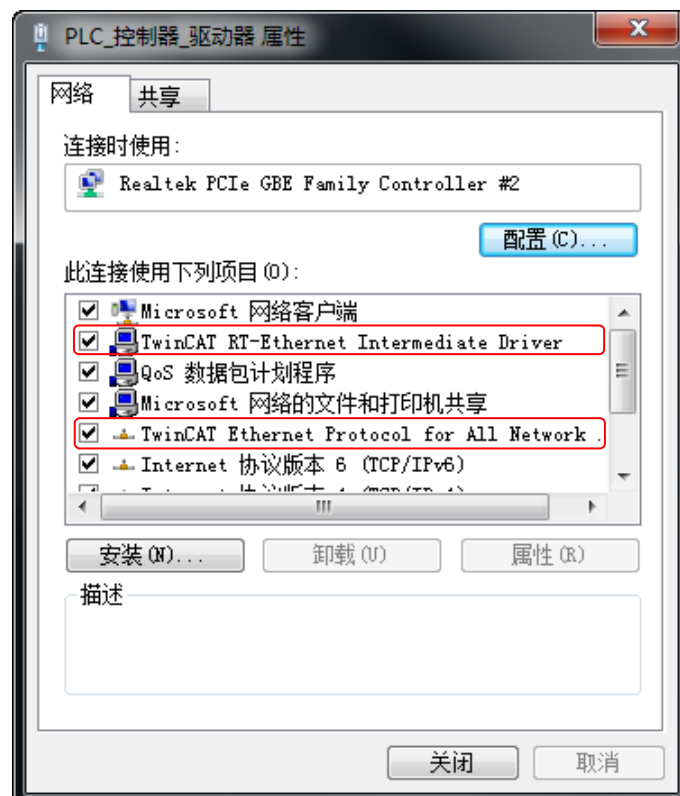 PLC_控制器_驱动器 属性
网络
共享
连接时使用:
Realtek PCIe GBE Family Controller #2
配置(C)...
此连接使用下列项目(O):
Microsoft 网络客户端
TwinCAT RT-Ethernet Intermediate Driver
QoS 数据包计划程序
Microsoft 网络的文件和打印机共享
TwinCAT Ethernet Protocol for All Network .
Internet 协议版本 6 (TCP/IPv6)
安装(N)...
卸载(U)
属性(R)
描述
关闭
取消